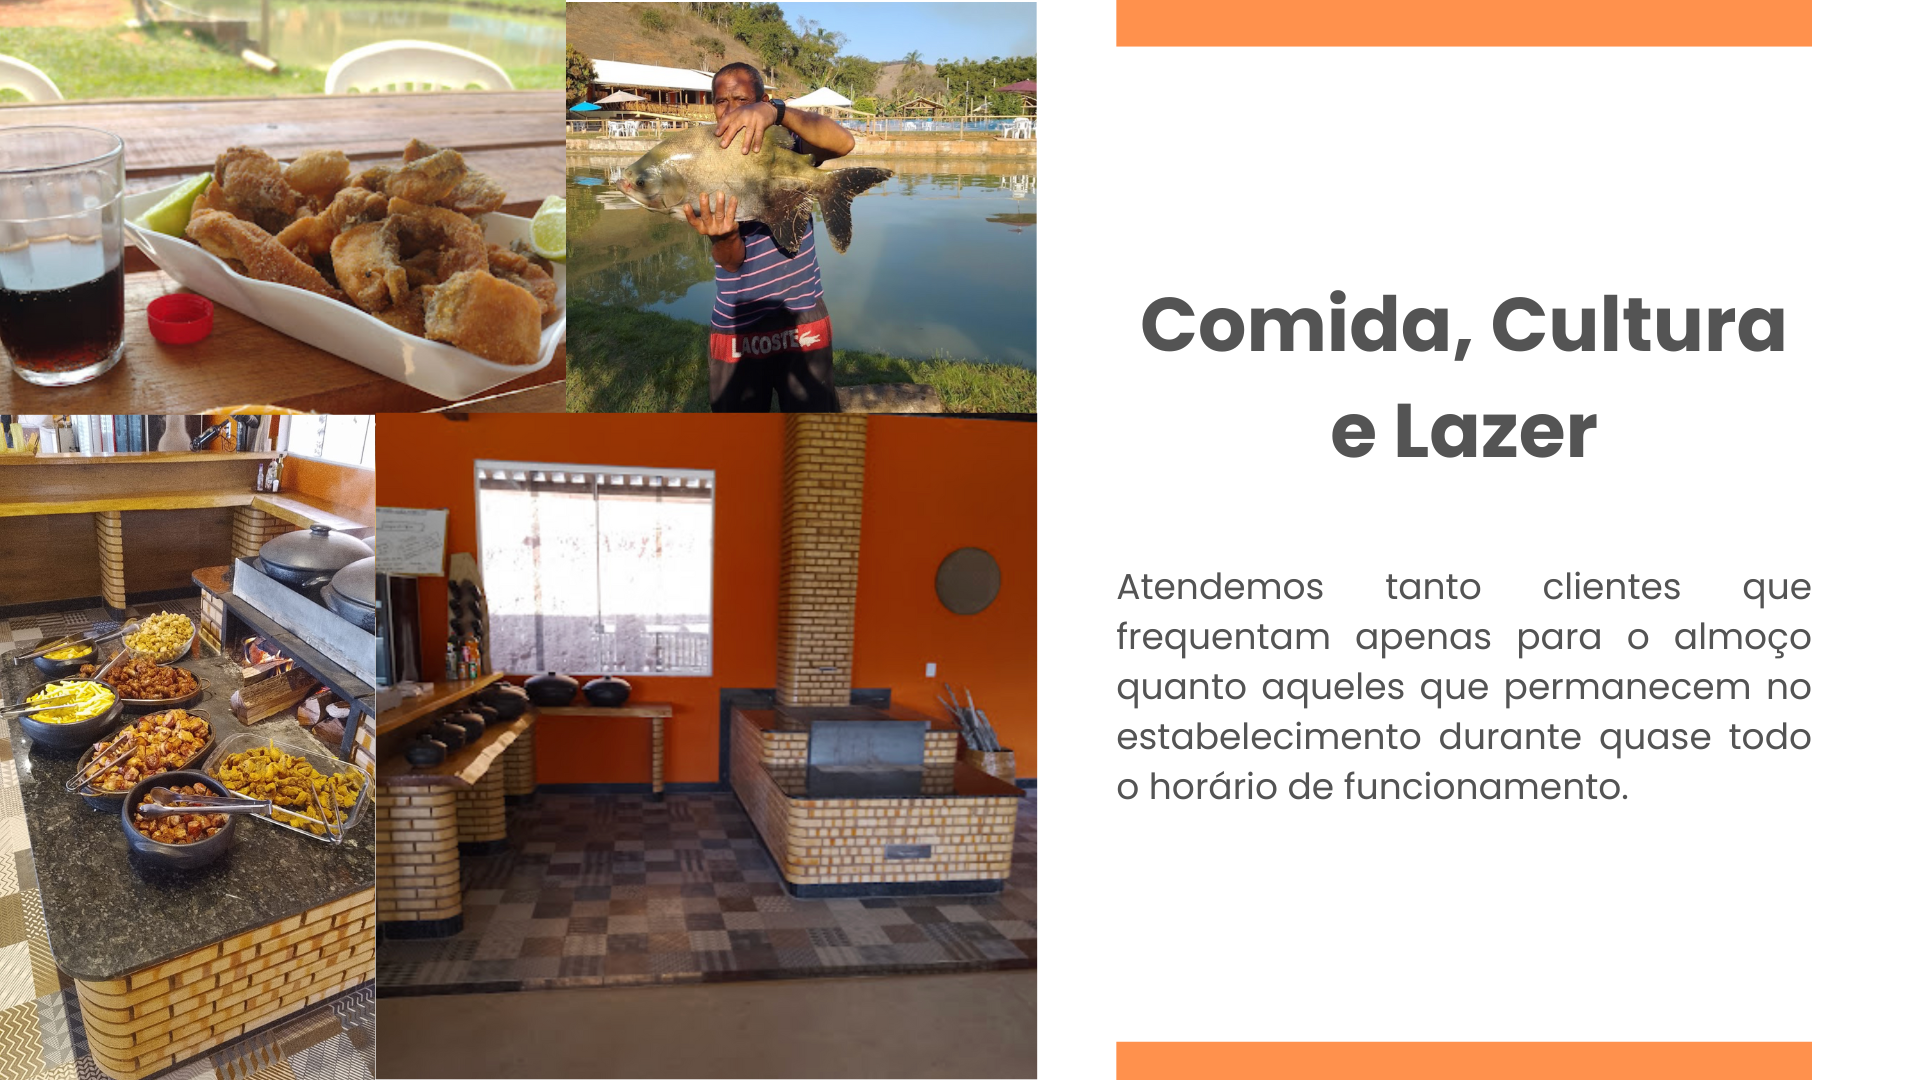 LACOSTE
Comida, Cultura
e Lazer
Atendemos tanto clientes que
frequentam apenas para o almoço
quanto aqueles que permanecem no
estabelecimento durante quase todo
o horário de funcionamento.